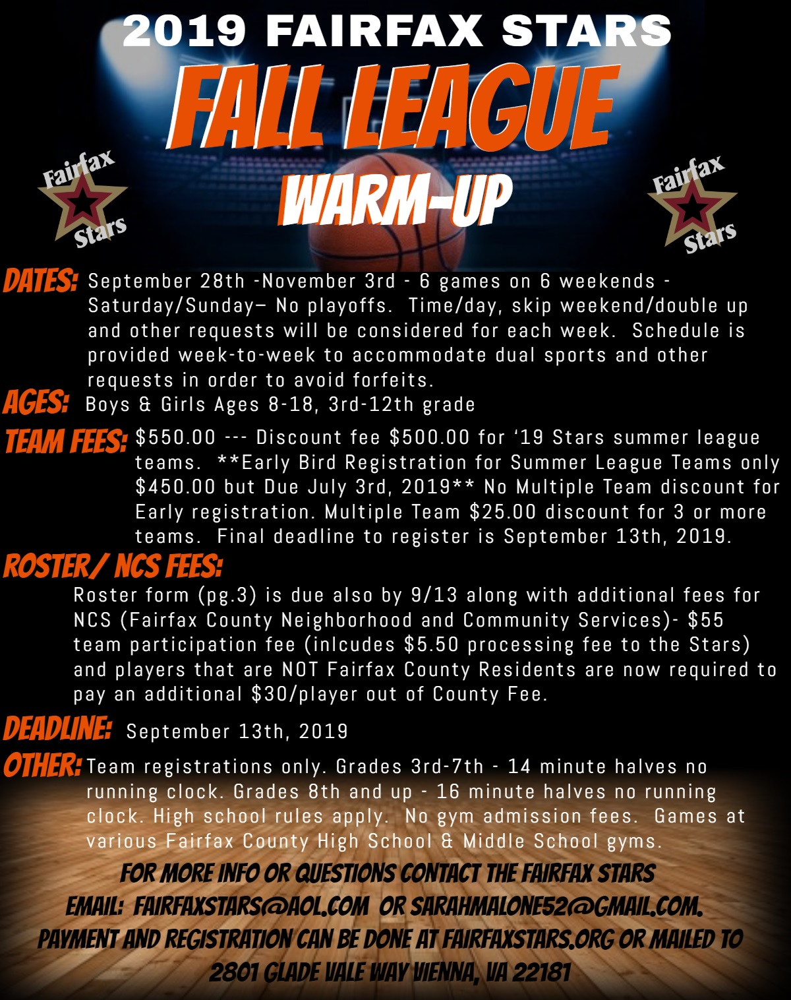 2019 FAIRFAX STARS
FALL LEAGUE
WARM-UP
Fairfax
Stars
Fairfax
Stars
DATES: September 28th -November 3rd - 6 games on 6 weekends -
Saturday/Sunday– No playoffs.  Time/day, skip weekend/double up
and other requests will be considered for each week.  Schedule is
provided week-to-week to accommodate dual sports and other
requests in order to avoid forfeits.
AGES: Boys & Girls Ages 8-18, 3rd-12th grade
TEAM FEES: $550.00 --- Discount fee $500.00 for ‘19 Stars summer league
teams.  **Early Bird Registration for Summer League Teams only
$450.00 but Due July 3rd, 2019** No Multiple Team discount for
Early registration. Multiple Team $25.00 discount for 3 or more
teams.  Final deadline to register is September 13th, 2019.
ROSTER/ NCS FEES:
Roster form (pg.3) is due also by 9/13 along with additional fees for
NCS (Fairfax County Neighborhood and Community Services)- $55
team participation fee (inlcudes $5.50 processing fee to the Stars)
and players that are NOT Fairfax County Residents are now required to
pay an additional $30/player out of County Fee.
DEADLINE: September 13th, 2019
OTHER: Team registrations only. Grades 3rd-7th - 14 minute halves no
running clock. Grades 8th and up - 16 minute halves no running
clock. High school rules apply.  No gym admission fees.  Games at
various Fairfax County High School & Middle School gyms.
FOR MORE INFO OR QUESTIONS CONTACT THE FAIRFAX STARS
EMAIL:  FAIRFAXSTARS@AOL.COM  OR SARAHMALONE52@GMAIL.COM.
PAYMENT AND REGISTRATION CAN BE DONE AT FAIRFAXSTARS.ORG OR MAILED TO
2801 GLADE VALE WAY VIENNA, VA 22181